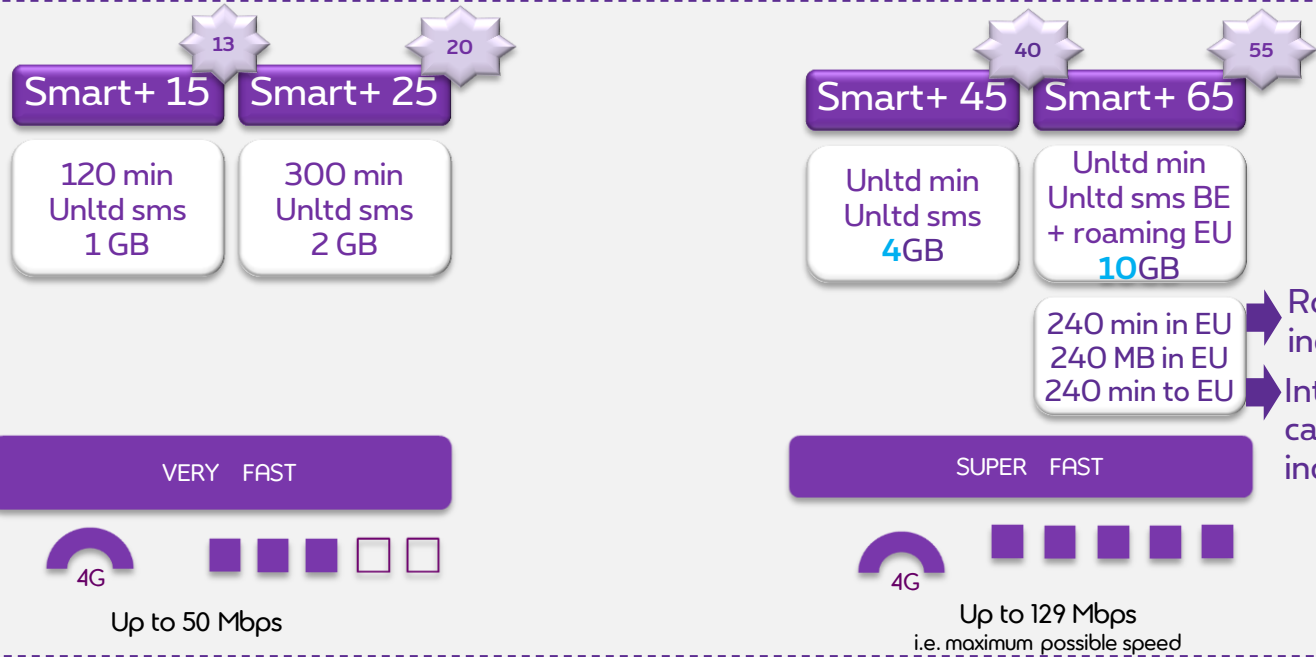 13
20
Smart+ 15
Smart+ 25
120 min
Unltd sms
1 GB
300 min
Unltd sms
2 GB
VERY FAST
4G
Up to 50 Mbps
40
55
Smart+ 45
Smart+ 65
Unltd min
Unltd sms
4GB
Unltd min
Unltd sms BE
+ roaming EU
10GB
240 min in EU
240 MB in EU
240 min to EU
SUPER FAST
4G
Up to 129 Mbps
i.e. maximum possible speed